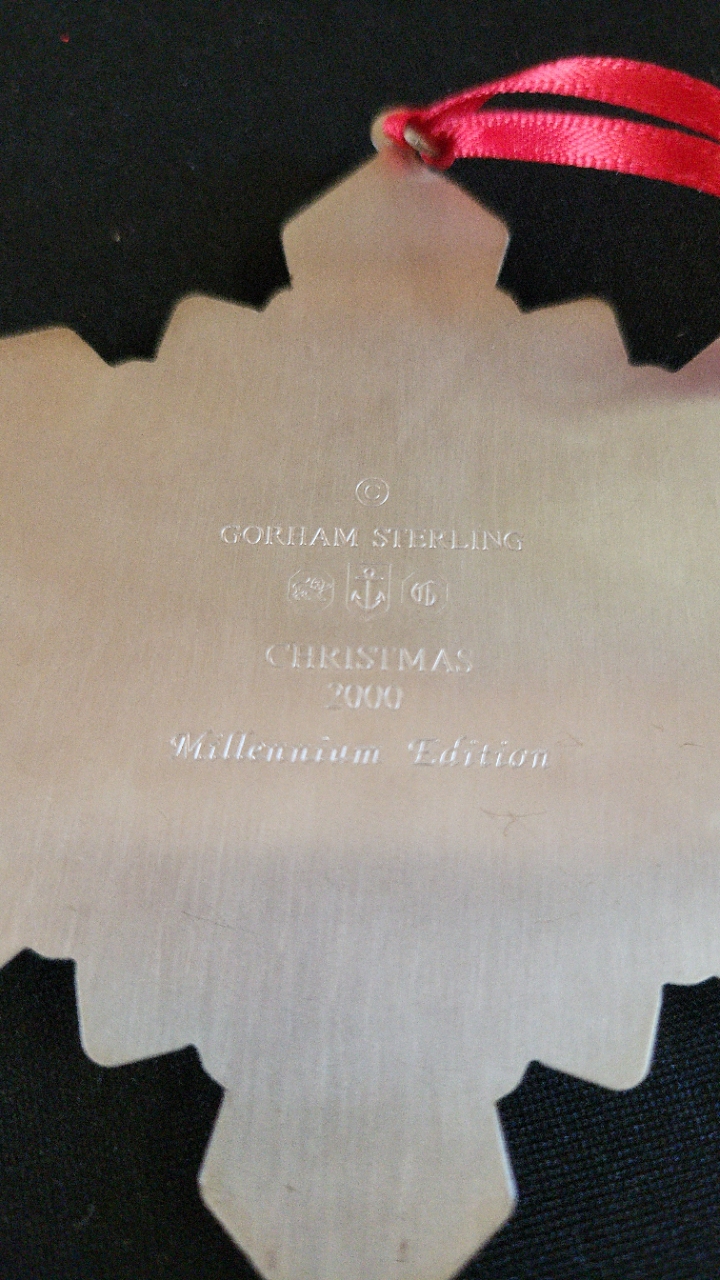 ©
GORHAM STERLING
CHRISTMAS
2000
Millennium Edition